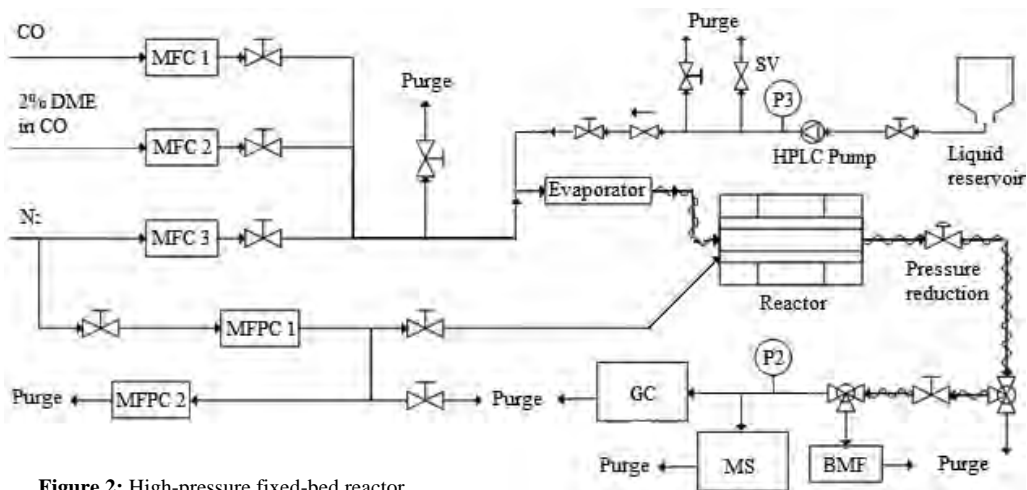 CO
MFC 1
2% DME
in CO
MFC 2
N2
MFC 3
Purge
Purge
SV
P3
HPLC Pump
Liquid
reservoir
Evaporator
Reactor
Pressure
reduction
MFPC 1
Purge
MFPC 2
Purge
GC
P2
Purge
MS
BMF
Purge
Figure 2: High-pressure fixed-bed reactor